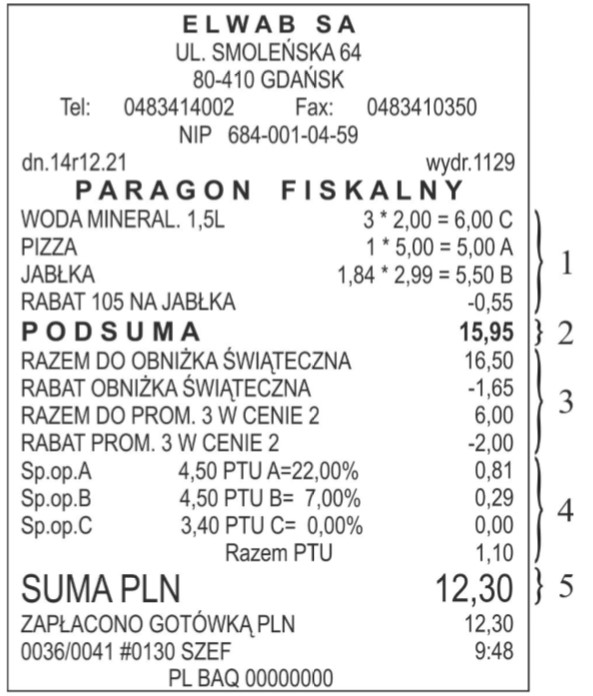 ELWAB SA
UL. SMOLEŃSKA 64
80-410 GDAŃSK
Tel: 0483414002 Fax: 0483410350
NIP 684-001-04-59
dn.14r12.21 wydr.1129
PARAGON FISKALNY
WODA MINERAL. 1,5L 3 * 2,00 = 6,00 C
PIZZA 1 * 5,00 = 5,00 A
JABŁKA 1,84 * 2,99 = 5,50 B
RABAT 105 NA JABŁKA -0,55
1
PODSUMA 15,95
2
RAZEM DO OBNIŻKA ŚWIĄTECZNA 16,50
RABAT OBNIŻKA ŚWIĄTECZNA -1,65
RAZEM DO PROM. 3 W CENIE 2 6,00
RABAT PROM. 3 W CENIE 2 -2,00
3
Sp.op.A 4,50 PTU A=22,00% 0,81
Sp.op.B 4,50 PTU B= 7,00% 0,29
Sp.op.C 3,40 PTU C= 0,00% 0,00
Razem PTU 1,10
4
SUMA PLN 12,30
5
ZAPŁACONO GOTÓWKĄ PLN 12,30
0036/0041 #0130 SZEF 9:48
PL BAQ 00000000